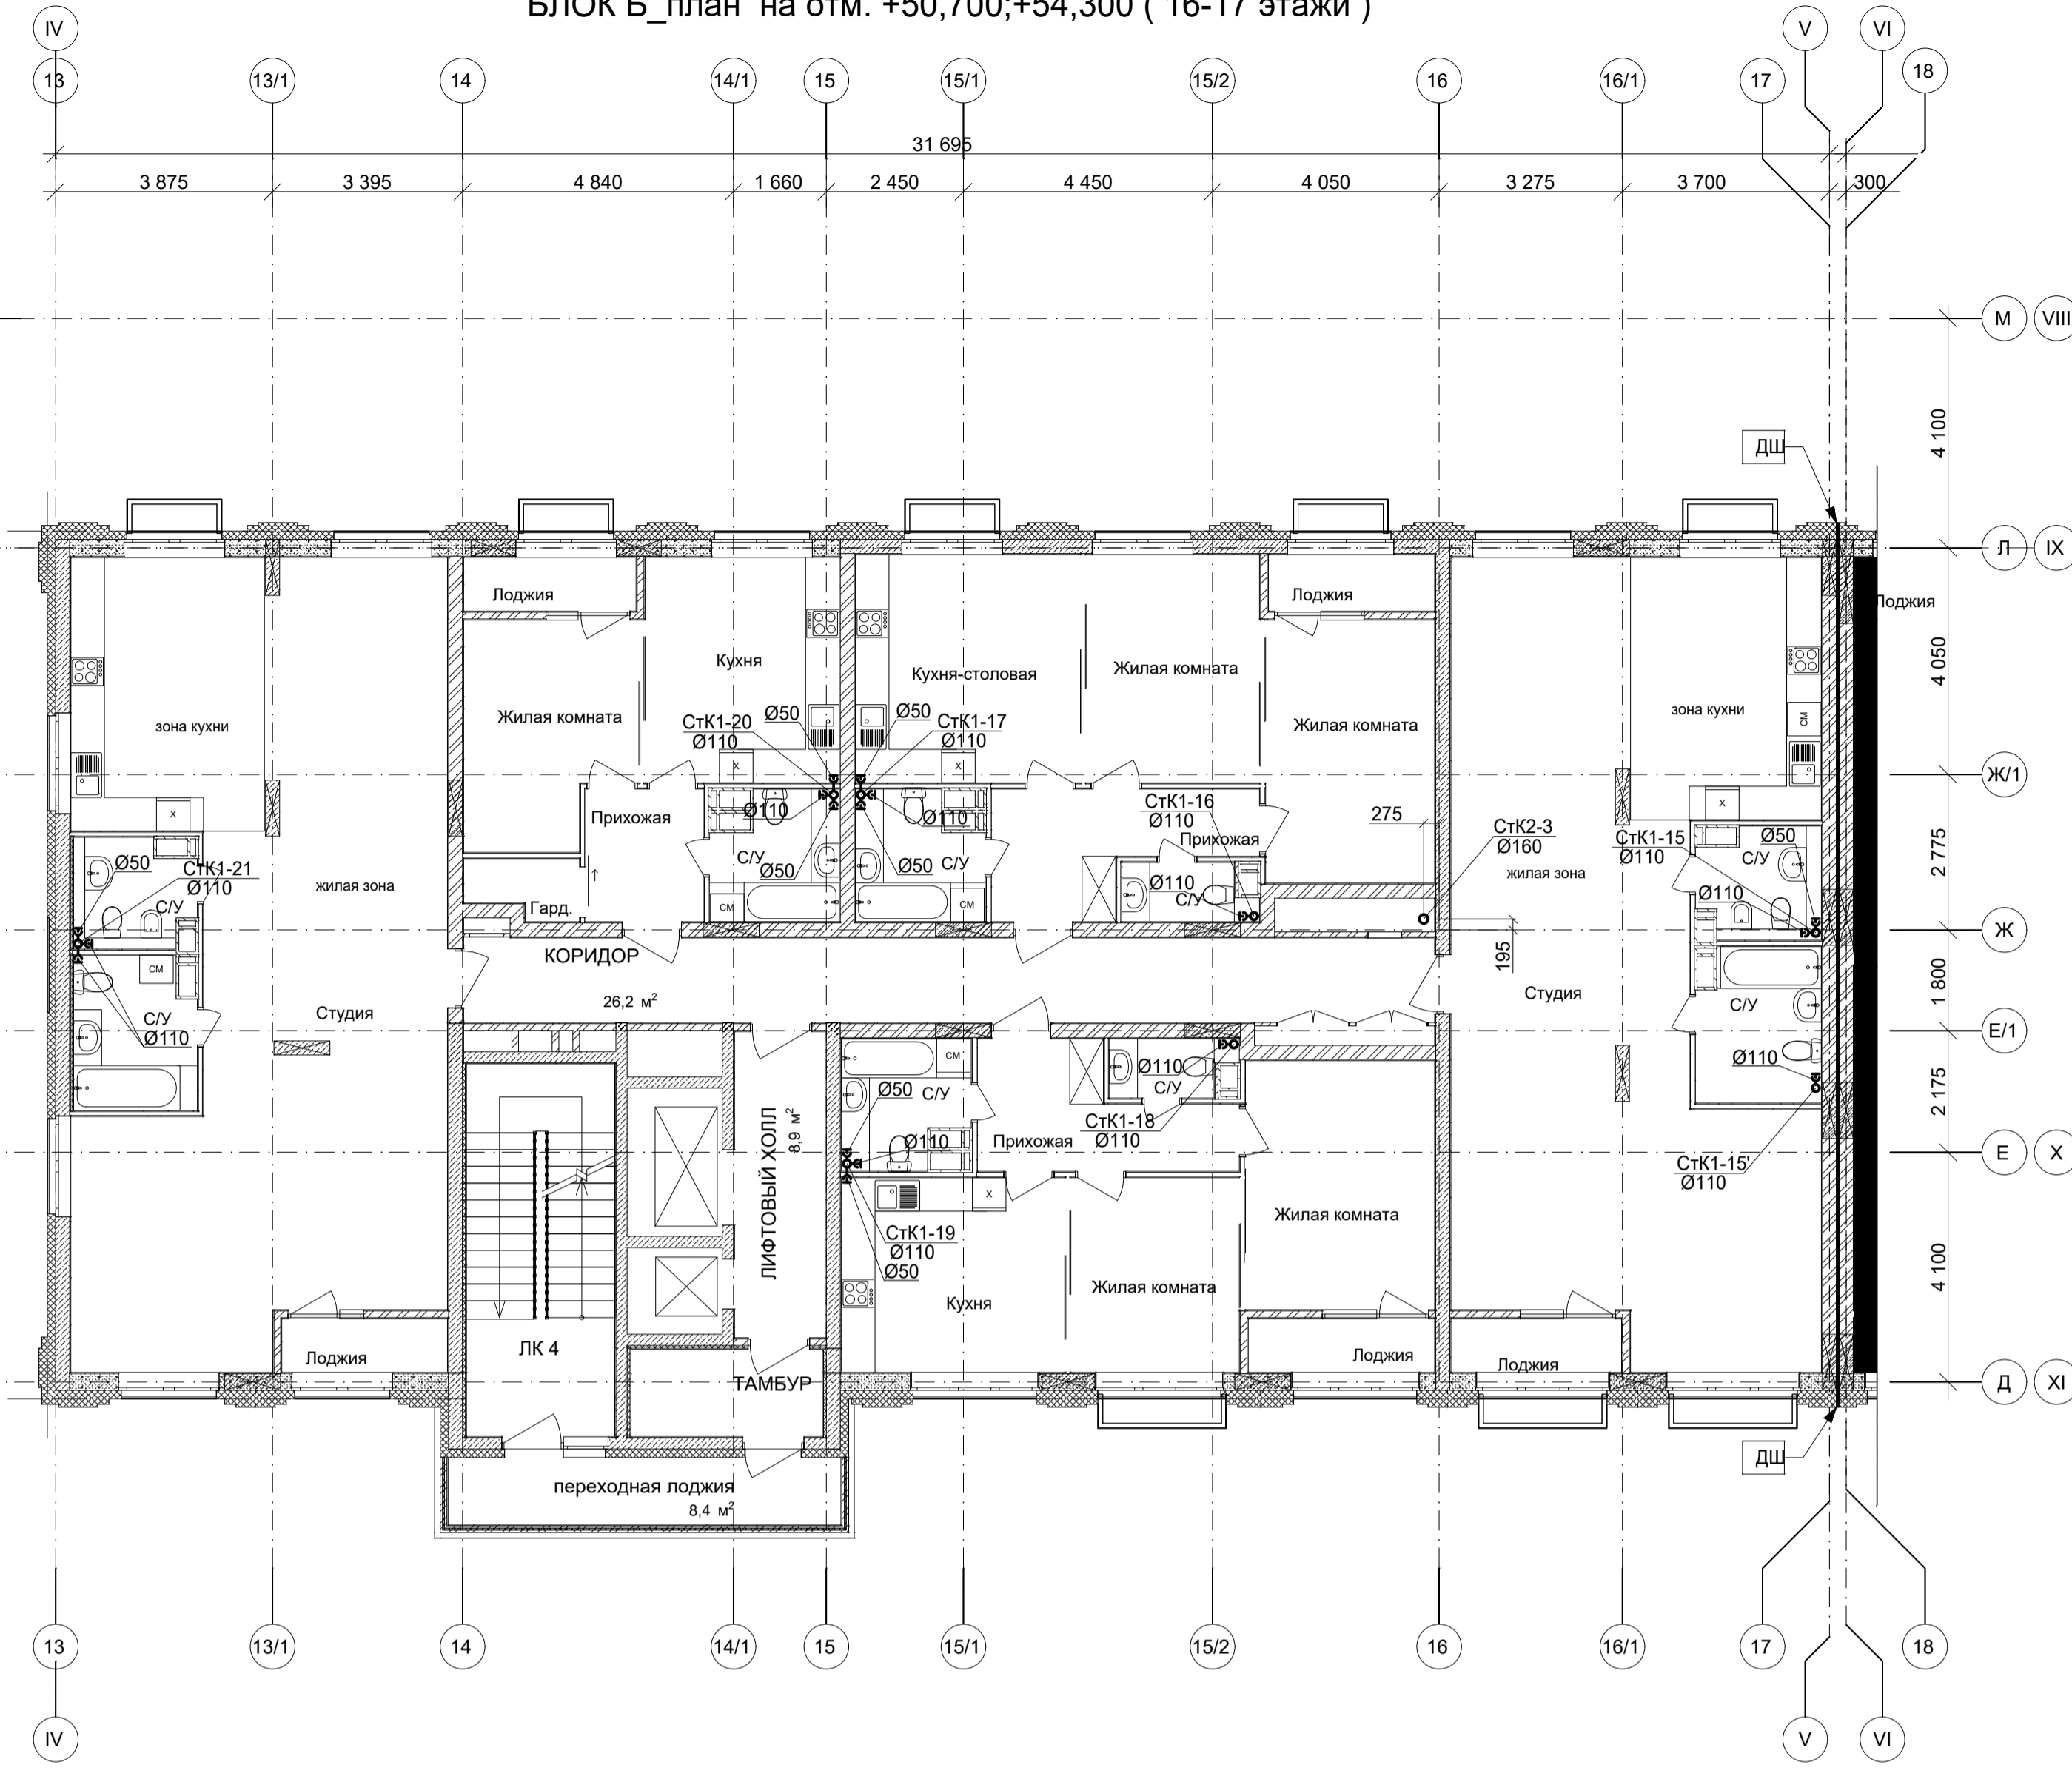 БЛОК Б_план на отм. +50,700;+54,300 ( 16-17 этажи )
IV V VI
13 13/1 14 14/1 15 15/1 15/2 16 16/1 17 18
31 695
3 875 3 395 4 840 1 660 2 450 4 450 4 050 3 275 3 700 300
М VIII
4 100
ДШ
Л IX
Лоджия Лоджия Лоджия
4 050
Кухня Кухня-столовая Жилая комната
зона кухни Жилая комната Жилая комната зона кухни
СМ
СтК1-20 Ø50 Ø50 СтК1-17
Ø110 Ø110
Х Х Х Х
Ж/1
Прихожая Ø110 Ø110
СтК1-16
Ø110
Прихожая
275
СтК2-3
Ø160
СтК1-15
Ø110
Ø50
С/У
2 775
Ø50 СтК1-21
Ø110
С/У
жилая зона
С/У
Ø50
Ø50 С/У
Ø110
С/У
жилая зона
Ø110
Гард.
СМ СМ
Ж
КОРИДОР
26,2 м²
195
СМ
С/У
Ø110
Студия
Студия
С/У
1 800
Е/1
Ø110
СМ
Ø50 С/У
Ø110
С/У
2 175
ЛИФТОВЫЙ ХОЛЛ
8,9 м²
Ø110
Прихожая
СтК1-18
Ø110
Е X
СтК1-15'
Ø110
Х
СтК1-19
Ø110
Ø50
Жилая комната
Жилая комната
Кухня
4 100
ЛК 4
Лоджия
Лоджия
Лоджия
ТАМБУР
Д XI
ДШ
переходная лоджия
8,4 м²
13 13/1 14 14/1 15 15/1 15/2 16 16/1 17 18
IV V VI